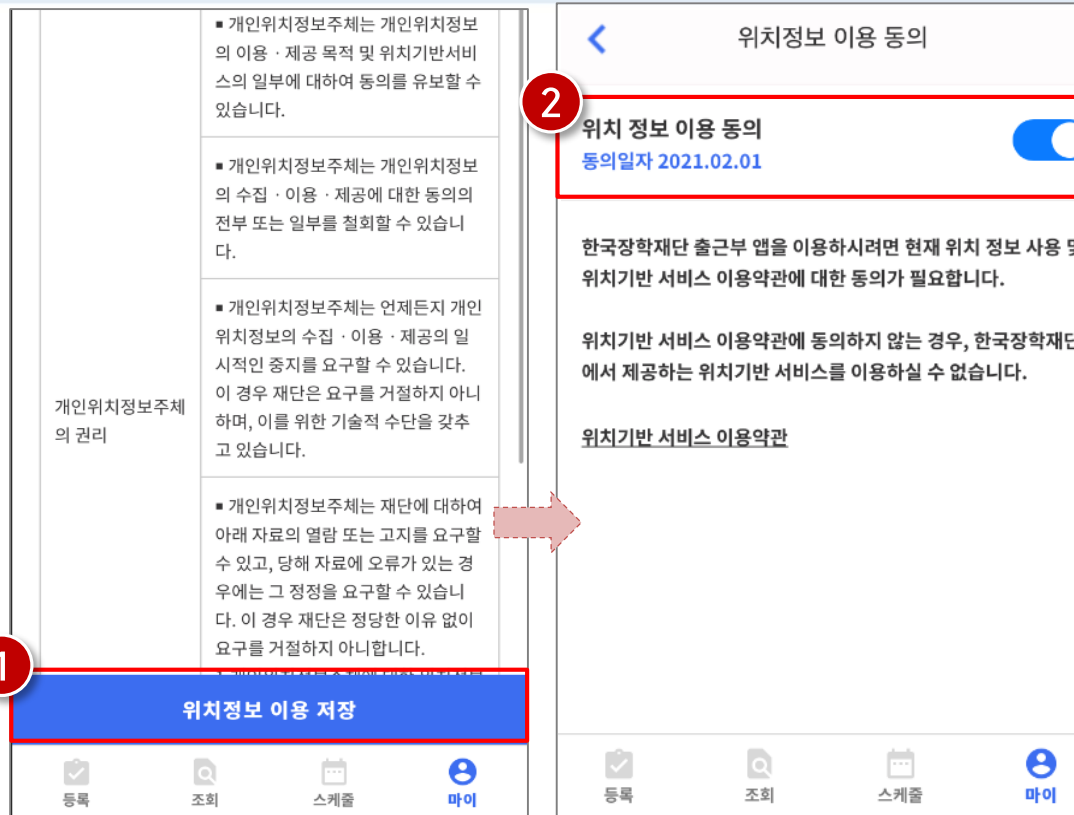 ■ 개인위치정보주체는 개인위치정보
의 이용 · 제공 목적 및 위치기반서비
스의 일부에 대하여 동의를 유보할 수
있습니다.
■ 개인위치정보주체는 개인위치정보
의 수집 · 이용 · 제공에 대한 동의의
전부 또는 일부를 철회할 수 있습니
다.
■ 개인위치정보주체는 언제든지 개인
위치정보의 수집 · 이용 · 제공의 일
시적인 중지를 요구할 수 있습니다.
이 경우 재단은 요구를 거절하지 아니
하며, 이를 위한 기술적 수단을 갖추
고 있습니다.
개인위치정보주체
의 권리
■ 개인위치정보주체는 재단에 대하여
아래 자료의 열람 또는 고지를 요구할
수 있고, 당해 자료에 오류가 있는 경
우에는 그 정정을 요구할 수 있습니
다. 이 경우 재단은 정당한 이유 없이
요구를 거절하지 아니합니다.
1
위치정보 이용 저장
등록 조회 스케줄 마이
위치정보 이용 동의
2
위치 정보 이용 동의
동의일자 2021.02.01
한국장학재단 출근부 앱을 이용하시려면 현재 위치 정보 사용 및
위치기반 서비스 이용약관에 대한 동의가 필요합니다.
위치기반 서비스 이용약관에 동의하지 않는 경우, 한국장학재단
에서 제공하는 위치기반 서비스를 이용하실 수 없습니다.
위치기반 서비스 이용약관
등록 조회 스케줄 마이